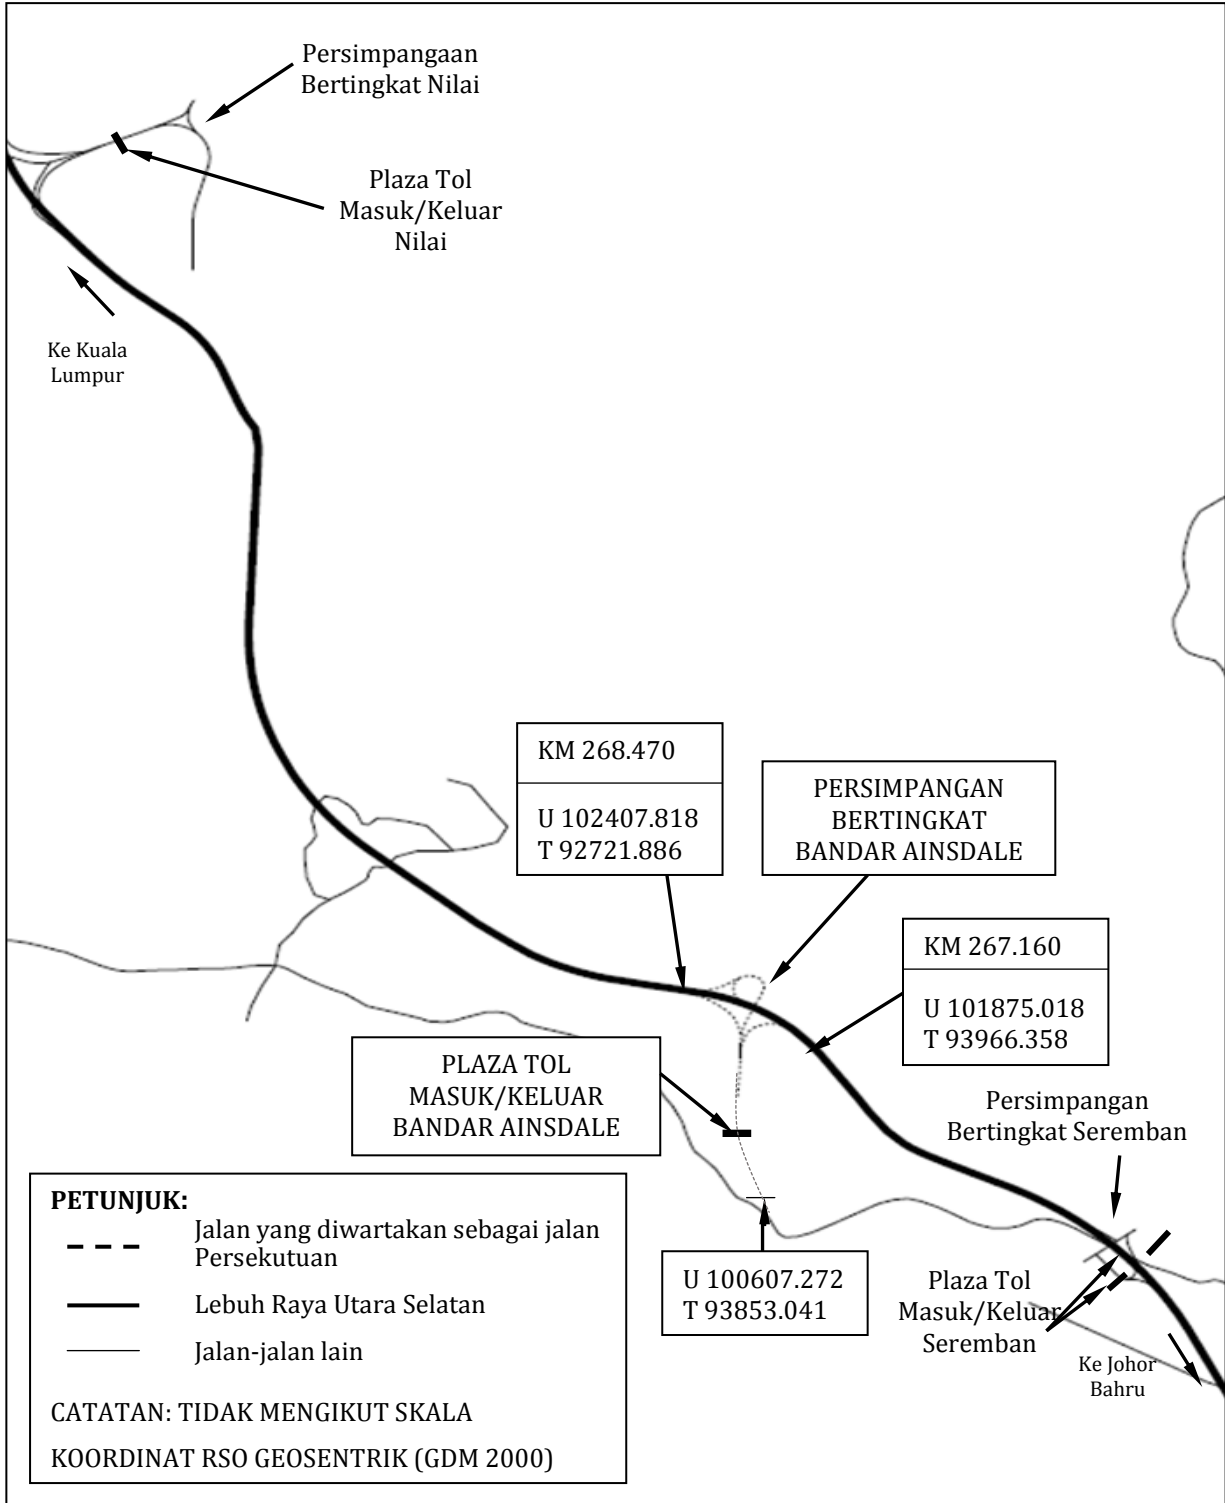 Persimpangaan
Bertingkat Nilai
Plaza Tol
Masuk/Keluar
Nilai
Ke Kuala
Lumpur
KM 268.470
U 102407.818
T 92721.886
PERSIMPANGAN
BERTINGKAT
BANDAR AINSDALE
KM 267.160
U 101875.018
T 93966.358
PLAZA TOL
MASUK/KELUAR
BANDAR AINSDALE
Persimpangan
Bertingkat Seremban
U 100607.272
T 93853.041
Plaza Tol
Masuk/Keluar
Seremban
Ke Johor
Bahru
PETUNJUK:
Jalan yang diwartakan sebagai jalan
Persekutuan
Lebuh Raya Utara Selatan
Jalan-jalan lain
CATATAN: TIDAK MENGIKUT SKALA
KOORDINAT RSO GEOSENTRIK (GDM 2000)